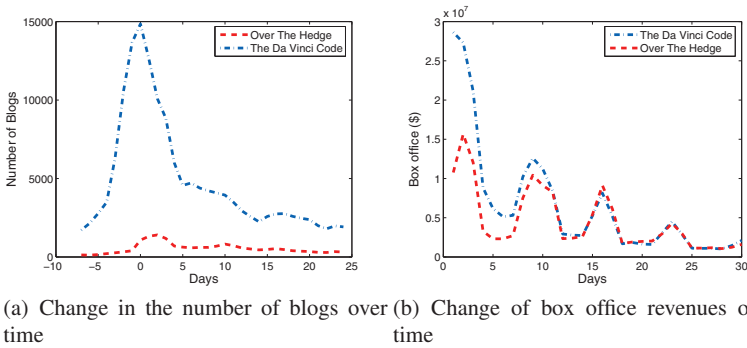 15000
10000
5000
0
−10
−5
0
5
10
15
20
25
Number of Blogs
Days
Over The Hedge
The Da Vinci Code
x 10⁷
3
2.5
2
1.5
1
0.5
0
0
5
10
15
20
25
30
Box office ($)
Days
The Da Vinci Code
Over The Hedge
(a) Change in the number of blogs over
time
(b) Change of box office revenues o
time